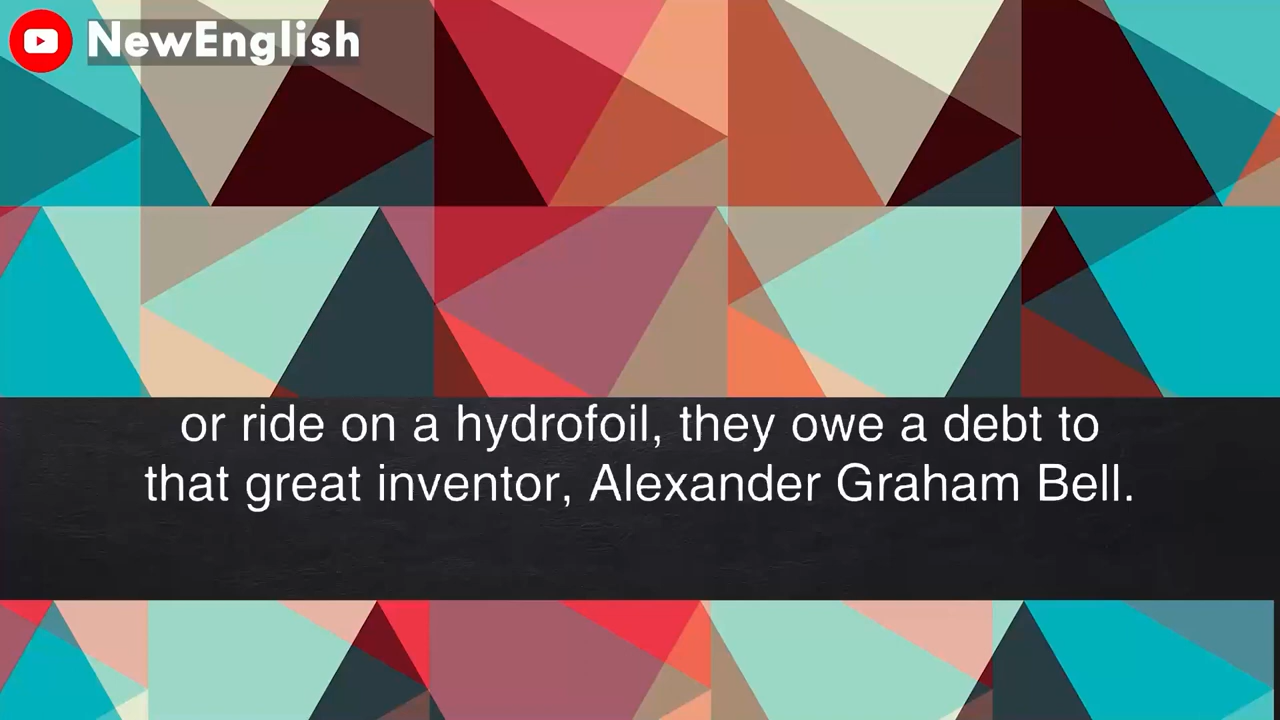 NewEnglish
or ride on a hydrofoil, they owe a debt to
that great inventor, Alexander Graham Bell.